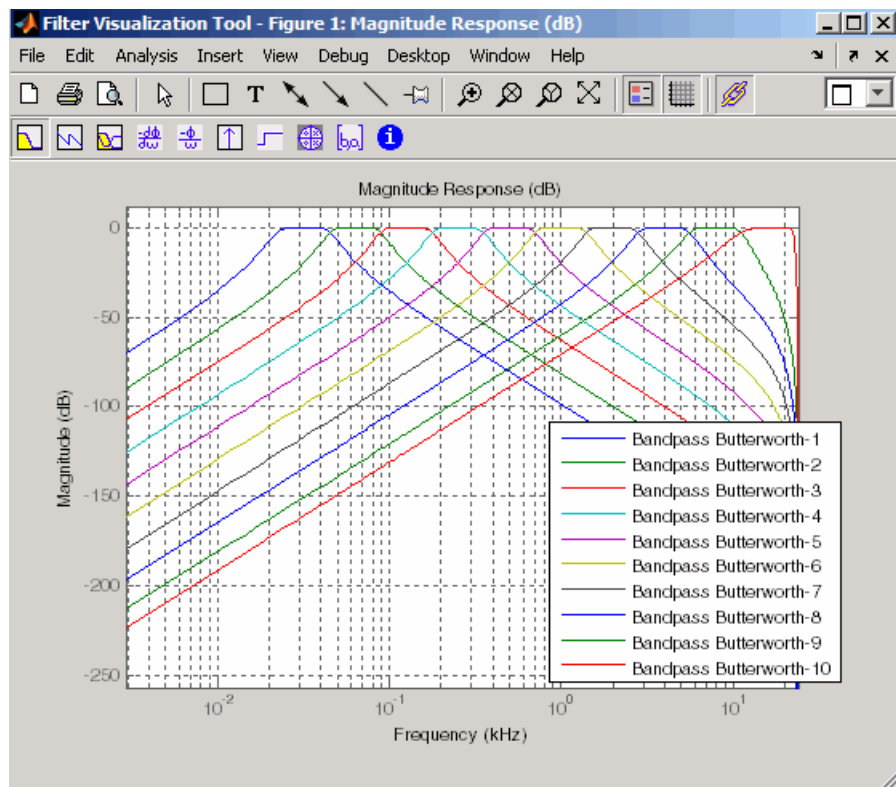 Filter Visualization Tool - Figure 1: Magnitude Response (dB)
File Edit Analysis Insert View Debug Desktop Window Help
T
[b,a]
i
Magnitude Response (dB)
0
-50
-100
-150
-200
-250
Magnitude (dB)
10^-2
10^-1
10^0
10^1
Frequency (kHz)
Bandpass Butterworth-1
Bandpass Butterworth-2
Bandpass Butterworth-3
Bandpass Butterworth-4
Bandpass Butterworth-5
Bandpass Butterworth-6
Bandpass Butterworth-7
Bandpass Butterworth-8
Bandpass Butterworth-9
Bandpass Butterworth-10